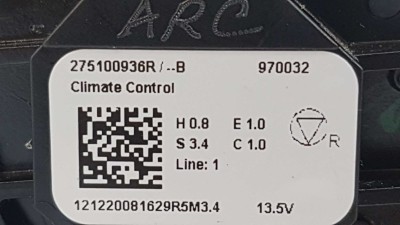 ARC
275100936R / --B 970032
Climate Control
H 0.8 E 1.0
S 3.4 C 1.0
R
Line: 1
121220081629R5M3.4 13.5V